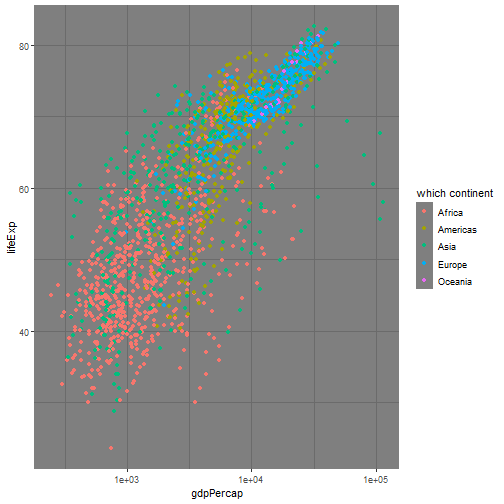 80
60
40
lifeExp
1e+03
1e+04
1e+05
gdpPercap
which continent
Africa
Americas
Asia
Europe
Oceania